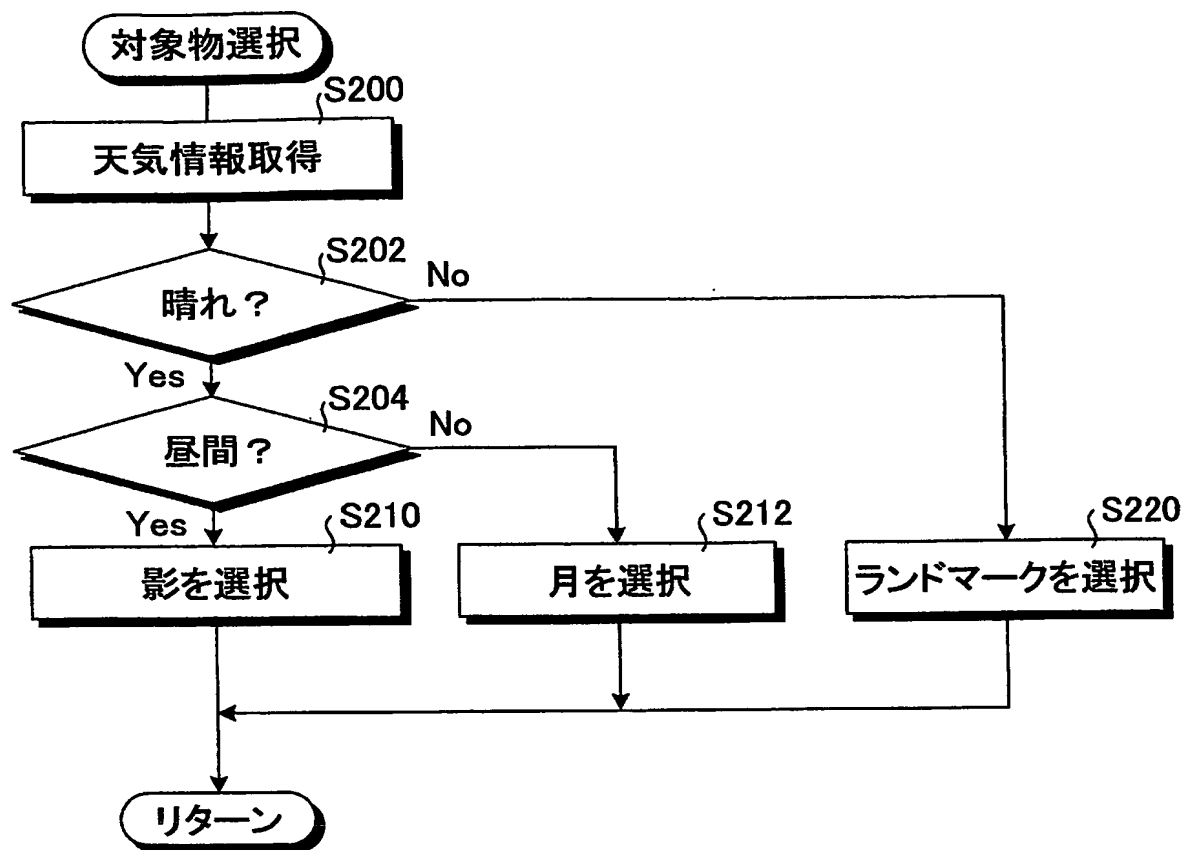 対象物選択
S200
天気情報取得
S202
晴れ？
No
Yes
S204
昼間？
No
Yes
S210
影を選択
S212
月を選択
S220
ランドマークを選択
リターン